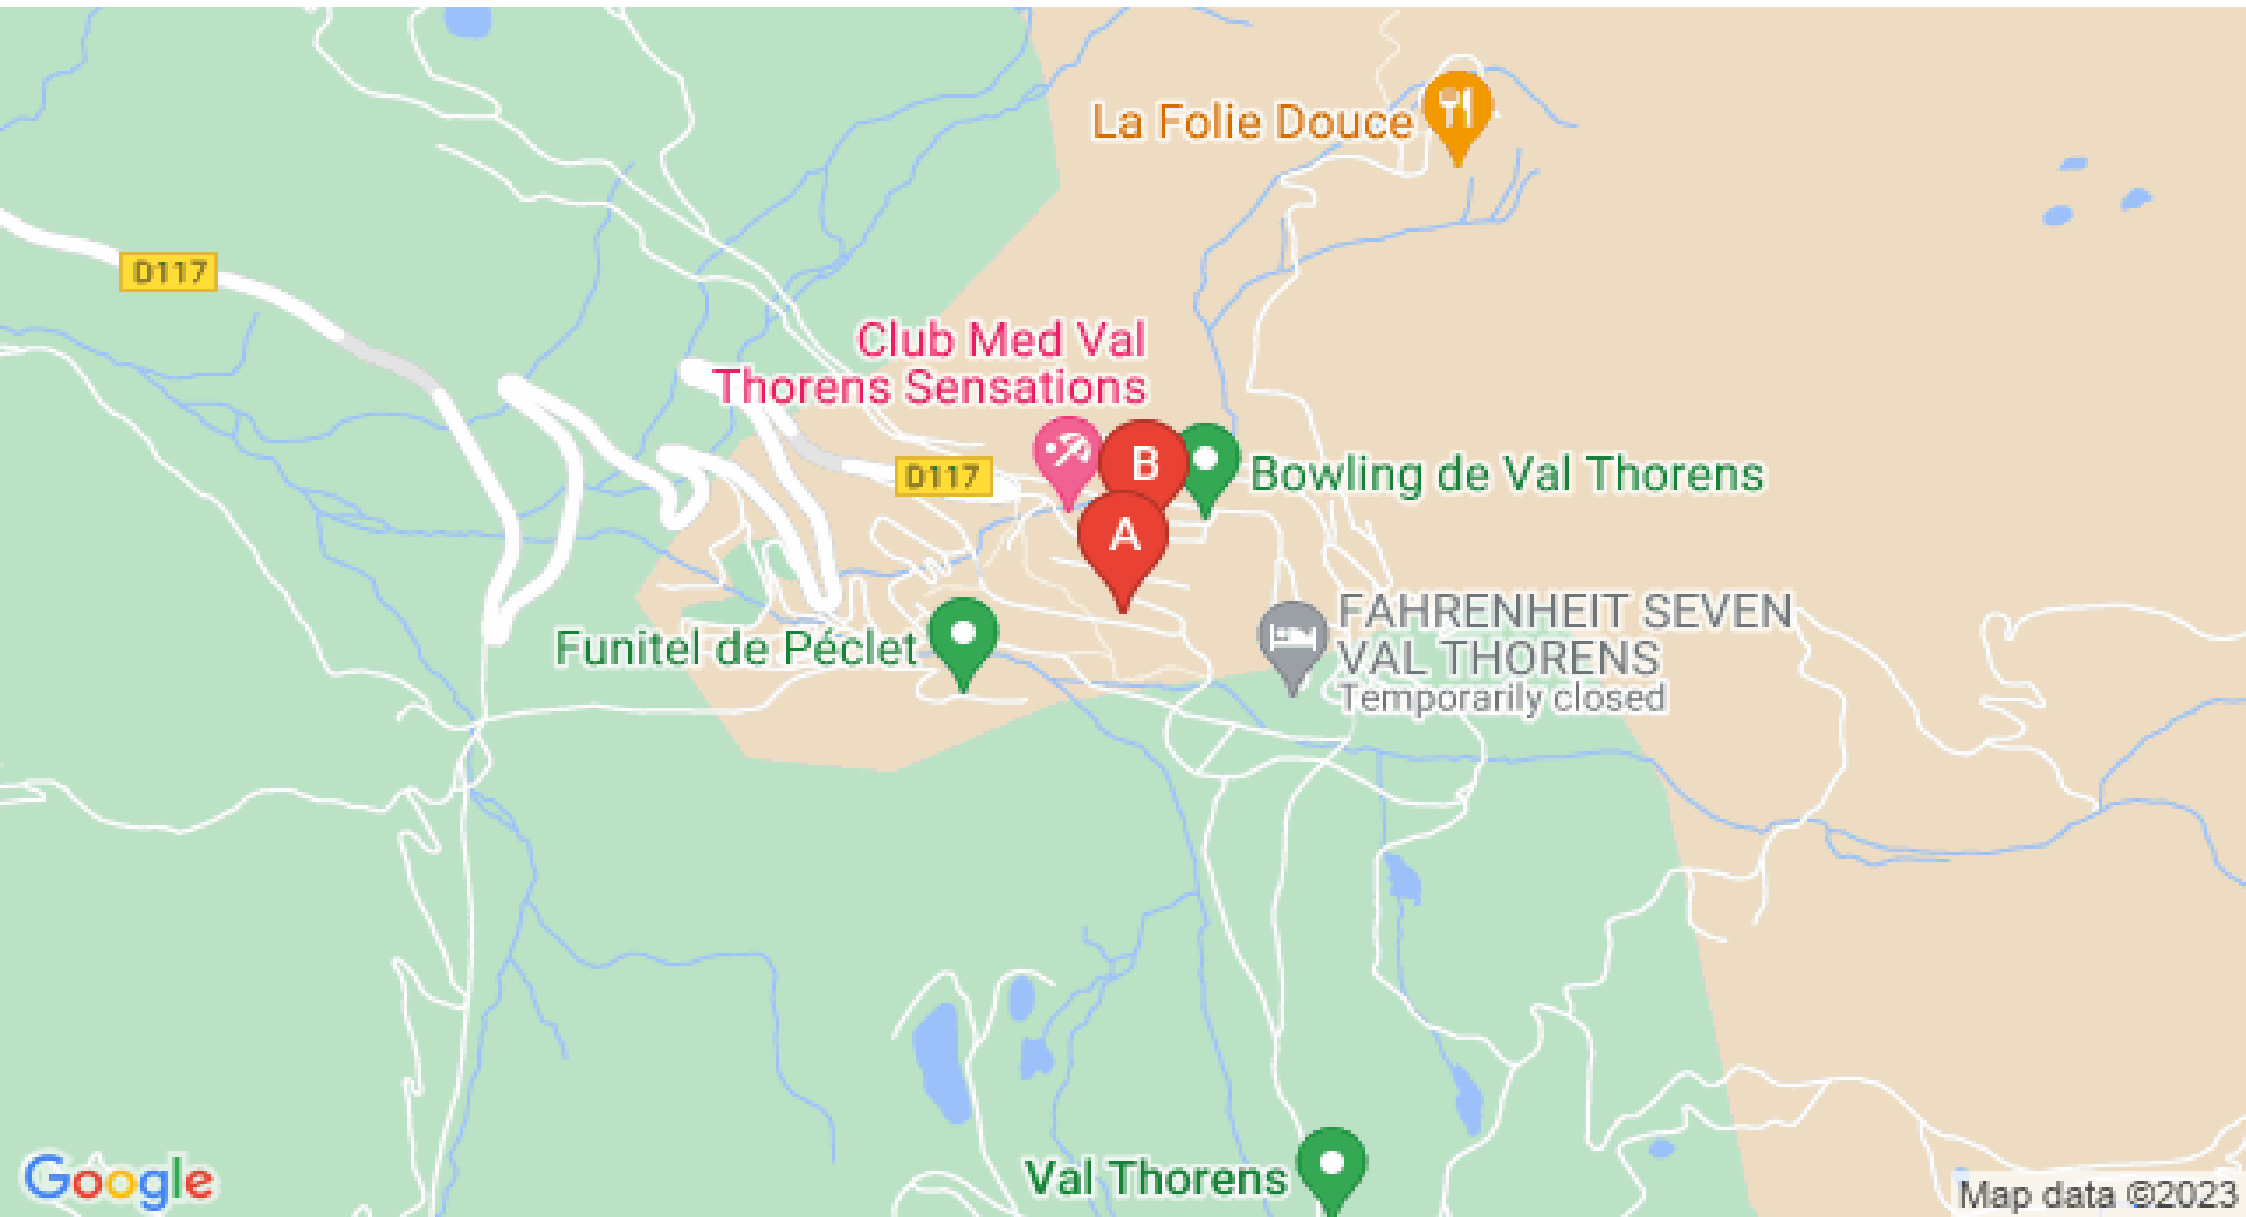 La Folie Douce
D117
Club Med Val
Thorens Sensations
B
D117
Bowling de Val Thorens
A
FAHRENHEIT SEVEN
VAL THORENS
Temporarily closed
Funitel de Péclet
Val Thorens
Google
Map data ©2023